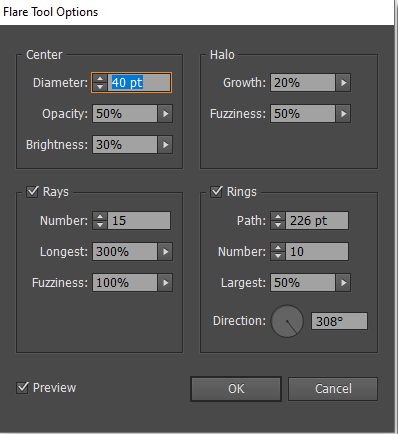 Flare Tool Options
Center
Diameter: 40 pt
Opacity: 50%
Brightness: 30%
Halo
Growth: 20%
Fuzziness: 50%
Rays
Number: 15
Longest: 300%
Fuzziness: 100%
Rings
Path: 226 pt
Number: 10
Largest: 50%
Direction: 308°
Preview
OK
Cancel